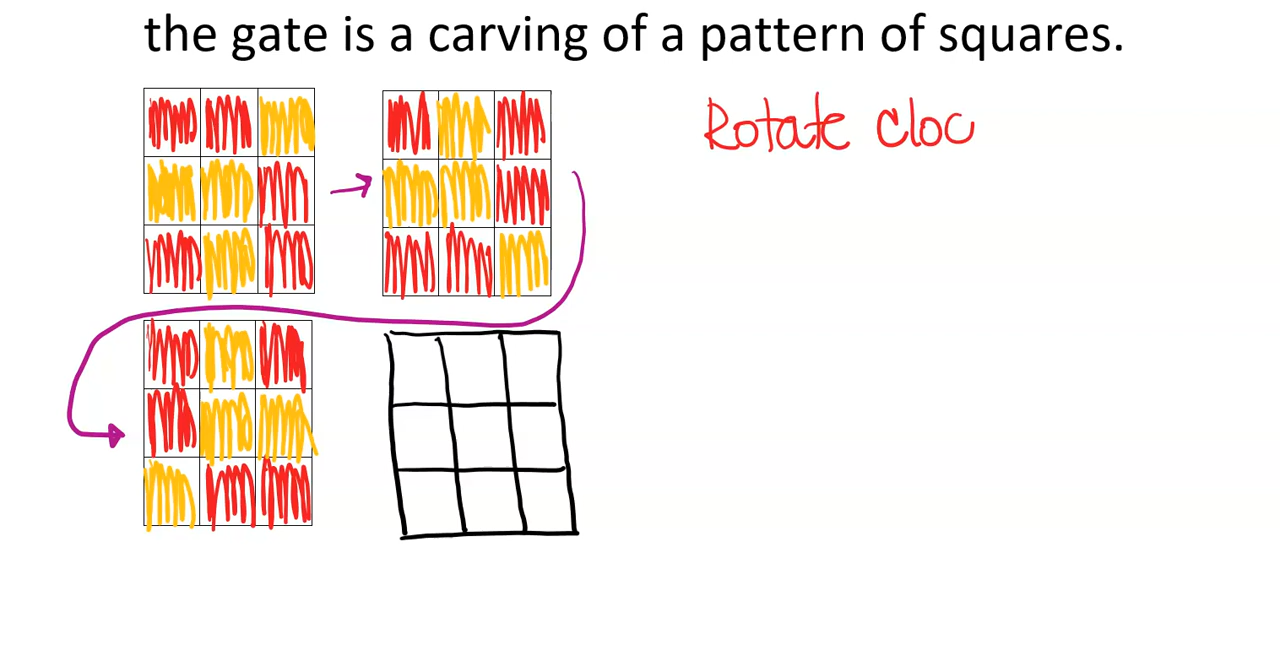 the gate is a carving of a pattern of squares.
Rotate cloc